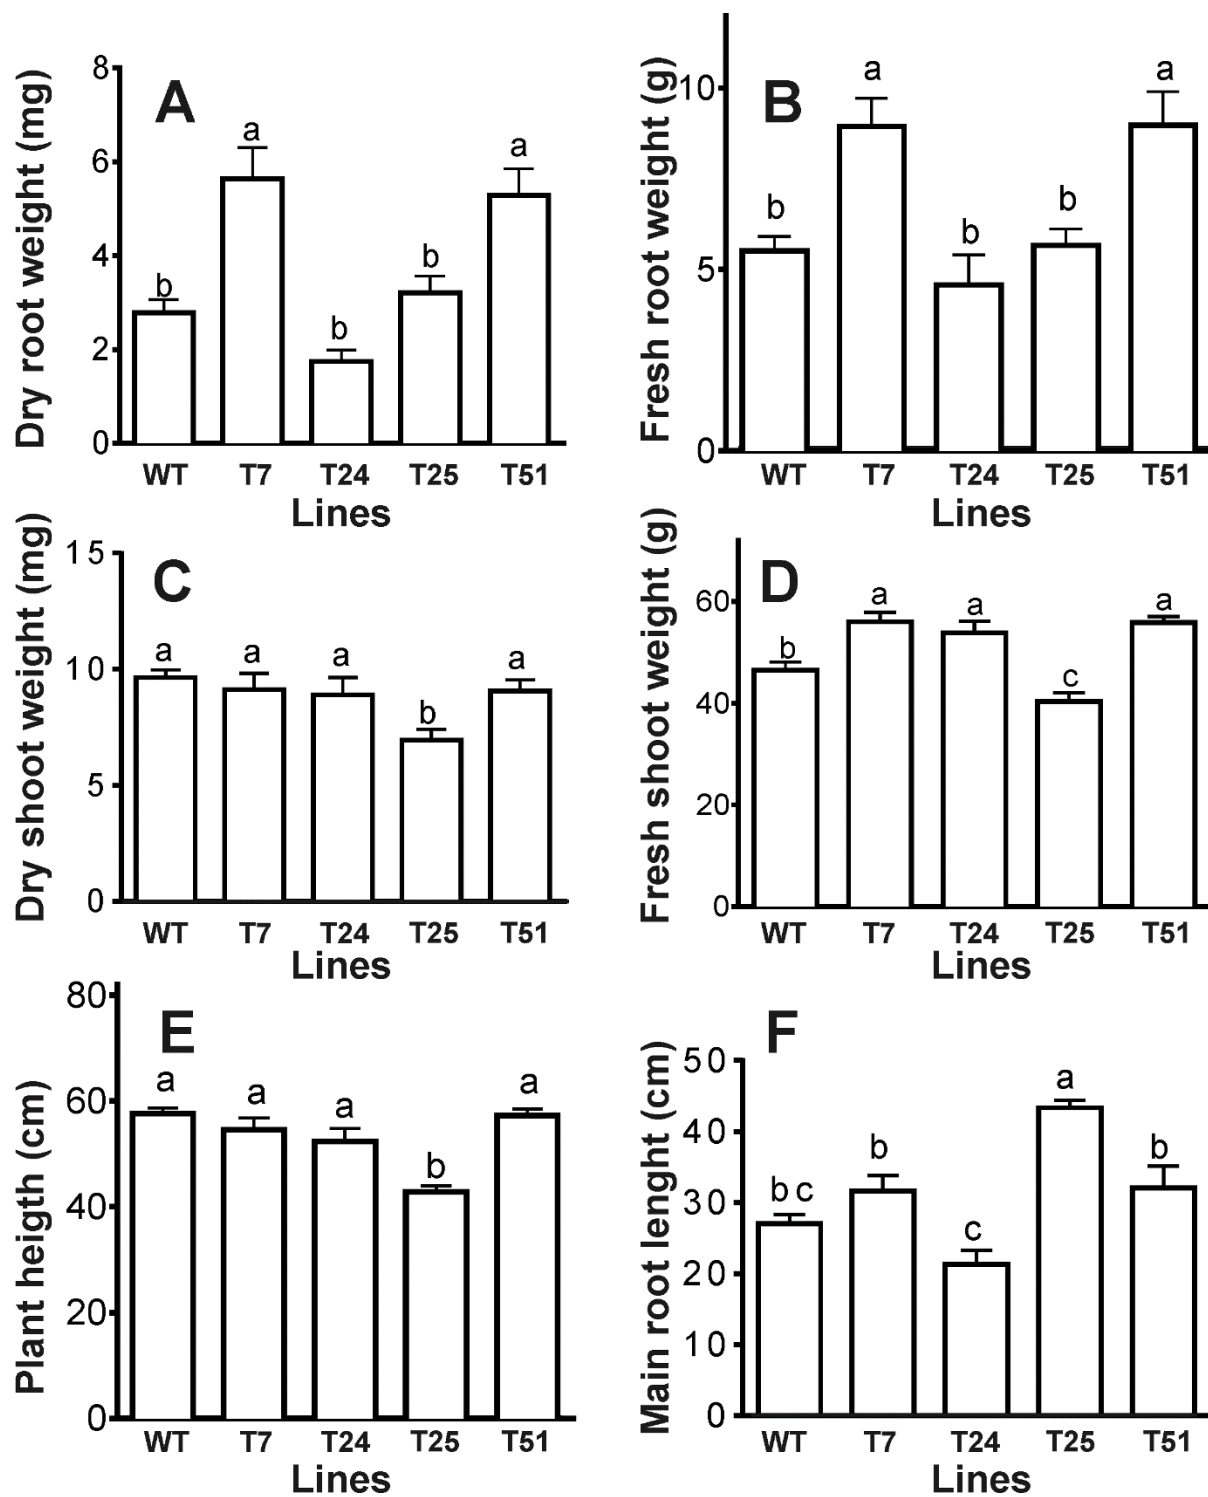 A
Dry root weight (mg)
8
6
4
2
0
b
a
b
b
a
WT T7 T24 T25 T51
Lines
B
Fresh root weight (g)
10
5
0
b
a
b
b
a
WT T7 T24 T25 T51
Lines
C
Dry shoot weight (mg)
15
10
5
0
a
a
a
b
a
WT T7 T24 T25 T51
Lines
D
Fresh shoot weight (g)
60
40
20
0
b
a
a
c
a
WT T7 T24 T25 T51
Lines
E
Plant heigth (cm)
80
60
40
20
0
a
a
a
b
a
WT T7 T24 T25 T51
Lines
F
Main root lenght (cm)
50
40
30
20
10
0
b c
b
c
a
b
WT T7 T24 T25 T51
Lines